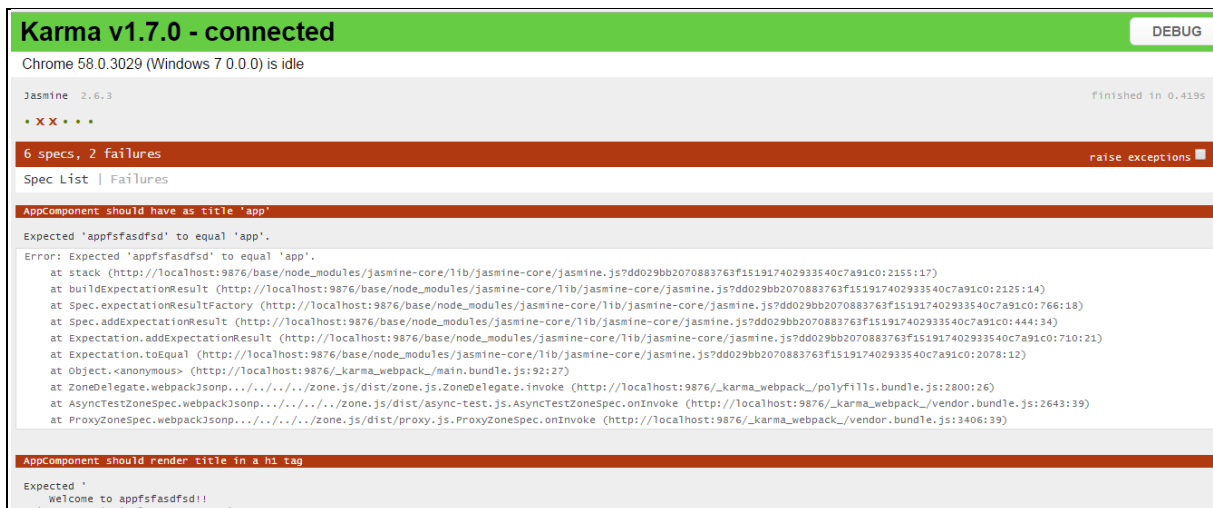 Karma v1.7.0 - connected
DEBUG
Chrome 58.0.3029 (Windows 7 0.0.0) is idle
Jasmine 2.6.3
finished in 0.419s
• x x • • •
6 specs, 2 failures
raise exceptions
Spec List | Failures
AppComponent should have as title 'app'
Expected 'appfsfasdfsd' to equal 'app'.
Error: Expected 'appfsfasdfsd' to equal 'app'.
at stack (http://localhost:9876/base/node_modules/jasmine-core/lib/jasmine-core/jasmine.js?dd029bb2070883763f151917402933540c7a91c0:2155:17)
at buildExpectationResult (http://localhost:9876/base/node_modules/jasmine-core/lib/jasmine-core/jasmine.js?dd029bb2070883763f151917402933540c7a91c0:2125:14)
at Spec.expectationResultFactory (http://localhost:9876/base/node_modules/jasmine-core/lib/jasmine-core/jasmine.js?dd029bb2070883763f151917402933540c7a91c0:766:18)
at Spec.addExpectationResult (http://localhost:9876/base/node_modules/jasmine-core/lib/jasmine-core/jasmine.js?dd029bb2070883763f151917402933540c7a91c0:444:34)
at Expectation.addExpectationResult (http://localhost:9876/base/node_modules/jasmine-core/lib/jasmine-core/jasmine.js?dd029bb2070883763f151917402933540c7a91c0:710:21)
at Expectation.toEqual (http://localhost:9876/base/node_modules/jasmine-core/lib/jasmine-core/jasmine.js?dd029bb2070883763f151917402933540c7a91c0:2078:12)
at Object.<anonymous> (http://localhost:9876/_karma_webpack_/main.bundle.js:92:27)
at ZoneDelegate.webpackJsonp.../../../../zone.js/dist/zone.js.ZoneDelegate.invoke (http://localhost:9876/_karma_webpack_/polyfills.bundle.js:2800:26)
at AsyncTestZoneSpec.webpackJsonp.../../../../zone.js/dist/async-test.js.AsyncTestZoneSpec.onInvoke (http://localhost:9876/_karma_webpack_/vendor.bundle.js:2643:39)
at ProxyZoneSpec.webpackJsonp.../../../../zone.js/dist/proxy.js.ProxyZoneSpec.onInvoke (http://localhost:9876/_karma_webpack_/vendor.bundle.js:3406:39)
AppComponent should render title in a h1 tag
Expected '
Welcome to appfsfasdfsd!!